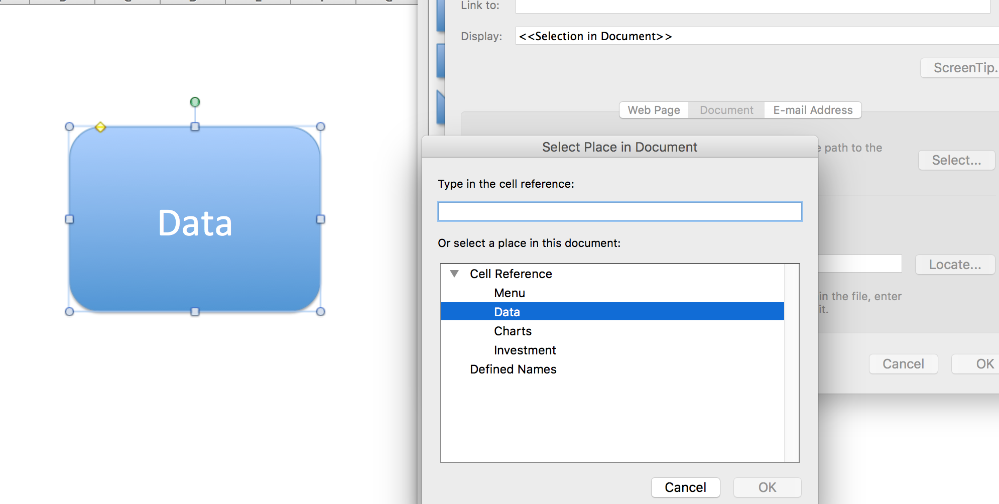 Link to:
Display: <<Selection in Document>>
ScreenTip.
Web Page Document E-mail Address
path to the
Select...
Data
Select Place in Document
Type in the cell reference:
Or select a place in this document:
Cell Reference
Menu
Data
Charts
Investment
Defined Names
Locate...
in the file, enter
it.
Cancel OK
Cancel OK